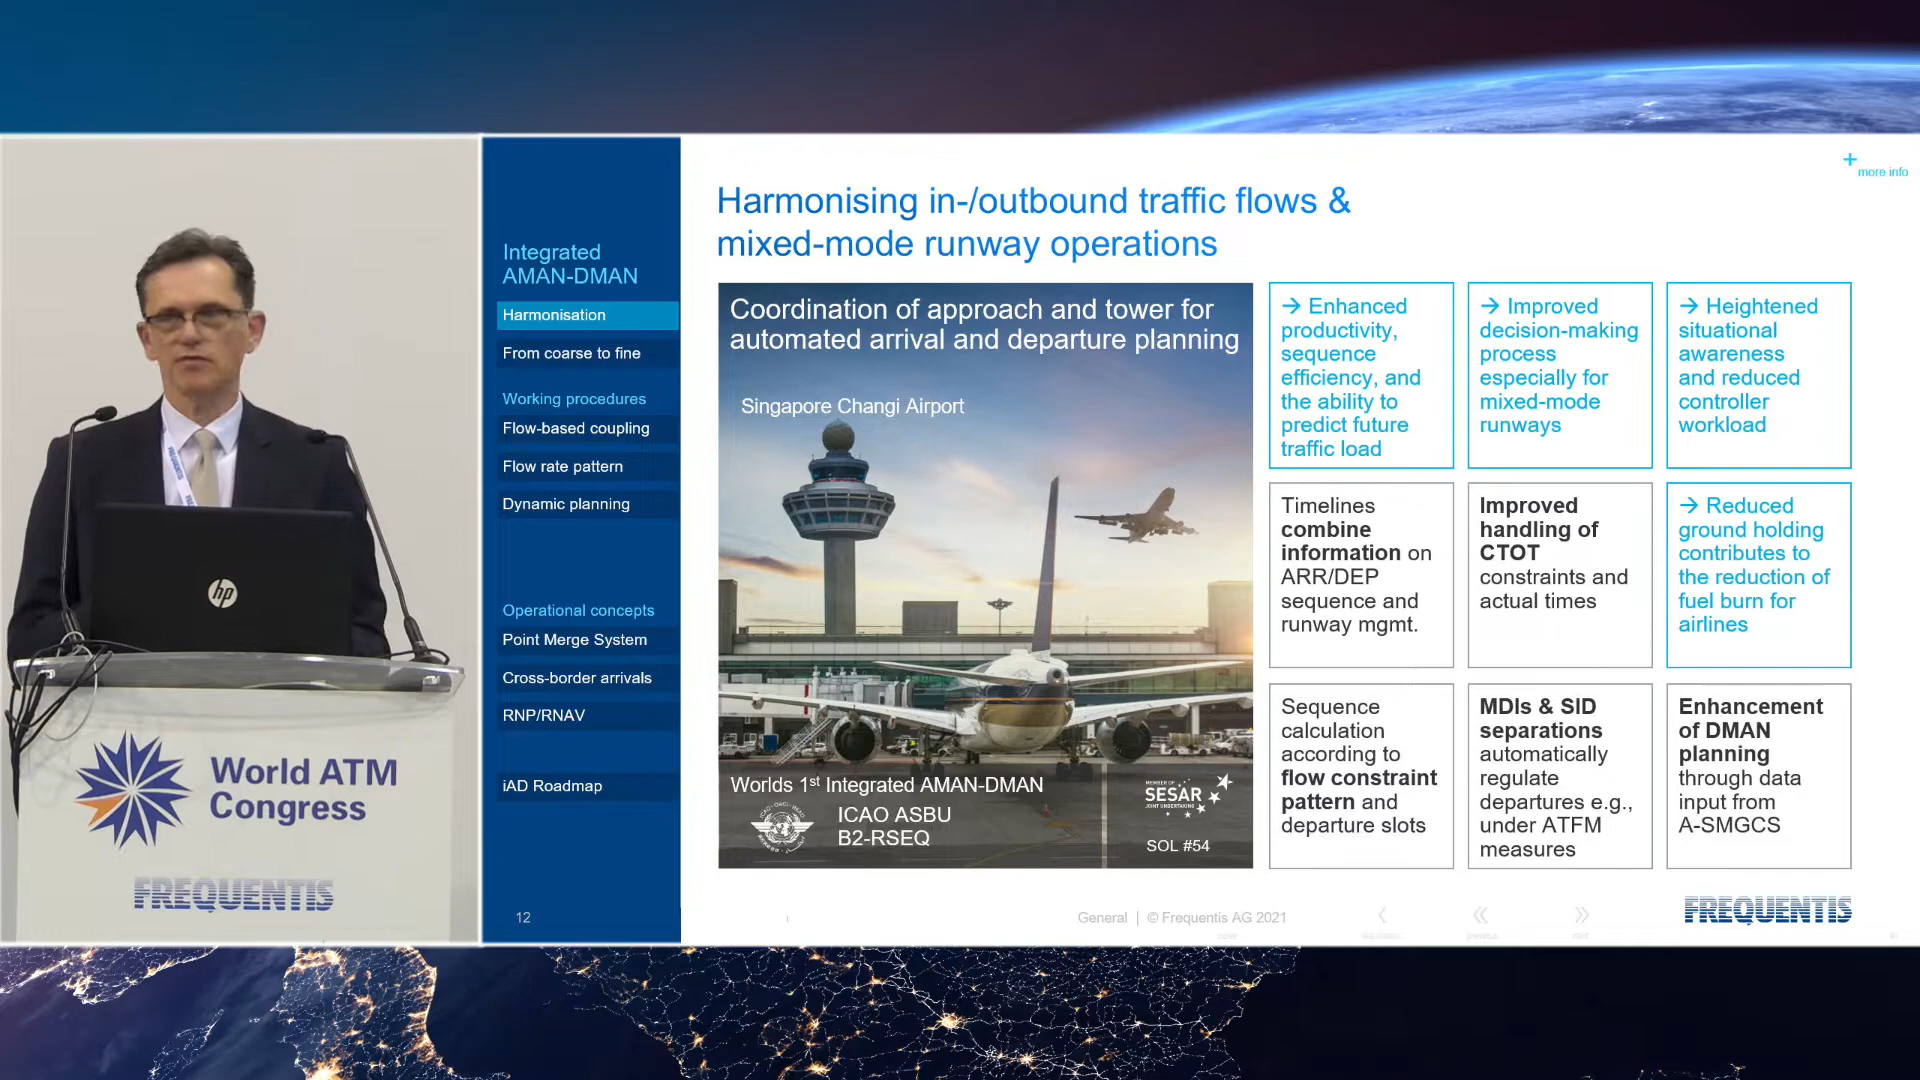 +
more info
Harmonising in-/outbound traffic flows &
mixed-mode runway operations
Integrated
AMAN-DMAN
Harmonisation
From coarse to fine
Working procedures
Flow-based coupling
Flow rate pattern
Dynamic planning
Operational concepts
Point Merge System
Cross-border arrivals
RNP/RNAV
iAD Roadmap
12
Coordination of approach and tower for
automated arrival and departure planning
Singapore Changi Airport
Worlds 1st Integrated AMAN-DMAN
ICAO ASBU
B2-RSEQ
MEMBER OF
SESAR
JOINT UNDERTAKING
SOL #54
→ Enhanced
productivity,
sequence
efficiency, and
the ability to
predict future
traffic load
→ Improved
decision-making
process
especially for
mixed-mode
runways
→ Heightened
situational
awareness
and reduced
controller
workload
Timelines
combine
information on
ARR/DEP
sequence and
runway mgmt.
Improved
handling of
CTOT
constraints and
actual times
→ Reduced
ground holding
contributes to
the reduction of
fuel burn for
airlines
Sequence
calculation
according to
flow constraint
pattern and
departure slots
MDIs & SID
separations
automatically
regulate
departures e.g.,
under ATFM
measures
Enhancement
of DMAN
planning
through data
input from
A-SMGCS
General | © Frequentis AG 2021
FREQUENTIS
hp
World ATM
Congress
FREQUENTIS